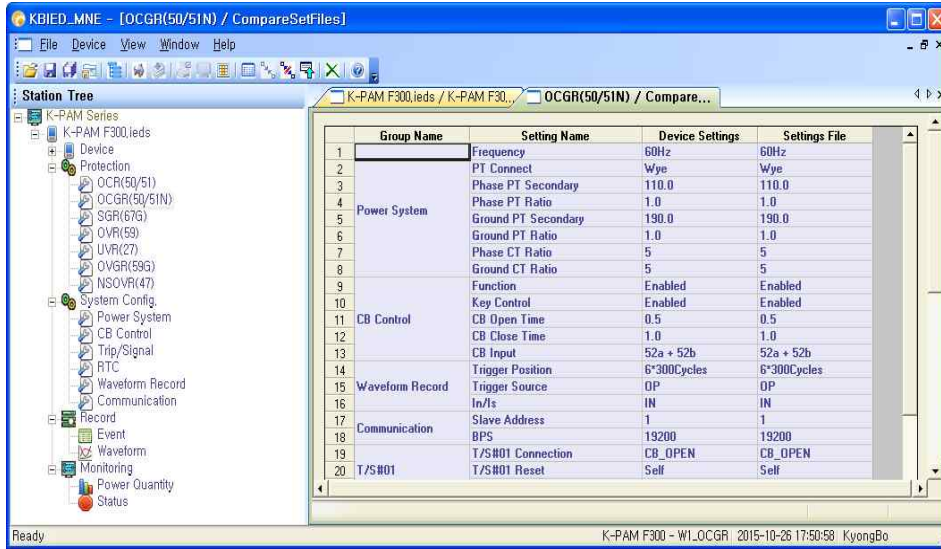 KBIED_MNE - [OCGR(50/51N) / CompareSetFiles]
File Device View Window Help
Station Tree
K-PAM Series
K-PAM F300.ieds
Device
Protection
OCR(50/51)
OCGR(50/51N)
SGR(67G)
OVR(59)
UVR(27)
OVGR(59G)
NSOVR(47)
System Config.
Power System
CB Control
Trip/Signal
RTC
Waveform Record
Communication
Record
Event
Waveform
Monitoring
Power Quantity
Status
K-PAM F300.ieds / K-PAM F30... OCGR(50/51N) / Compare...
Group Name Setting Name Device Settings Settings File
1 Frequency 60Hz 60Hz
2 PT Connect Wye Wye
3 Phase PT Secondary 110.0 110.0
4 Phase PT Ratio 1.0 1.0
Power System
5 Ground PT Secondary 190.0 190.0
6 Ground PT Ratio 1.0 1.0
7 Phase CT Ratio 5 5
8 Ground CT Ratio 5 5
9 Function Enabled Enabled
10 Key Control Enabled Enabled
11 CB Control CB Open Time 0.5 0.5
12 CB Close Time 1.0 1.0
13 CB Input 52a + 52b 52a + 52b
14 Trigger Position 6*300Cycles 6*300Cycles
15 Waveform Record Trigger Source OP OP
16 In/Is IN IN
17 Slave Address 1 1
Communication
18 BPS 19200 19200
19 T/S#01 Connection CB_OPEN CB_OPEN
20 T/S#01 T/S#01 Reset Self Self
Ready K-PAM F300 - W1_OCGR 2015-10-26 17:50:58 KyongBo